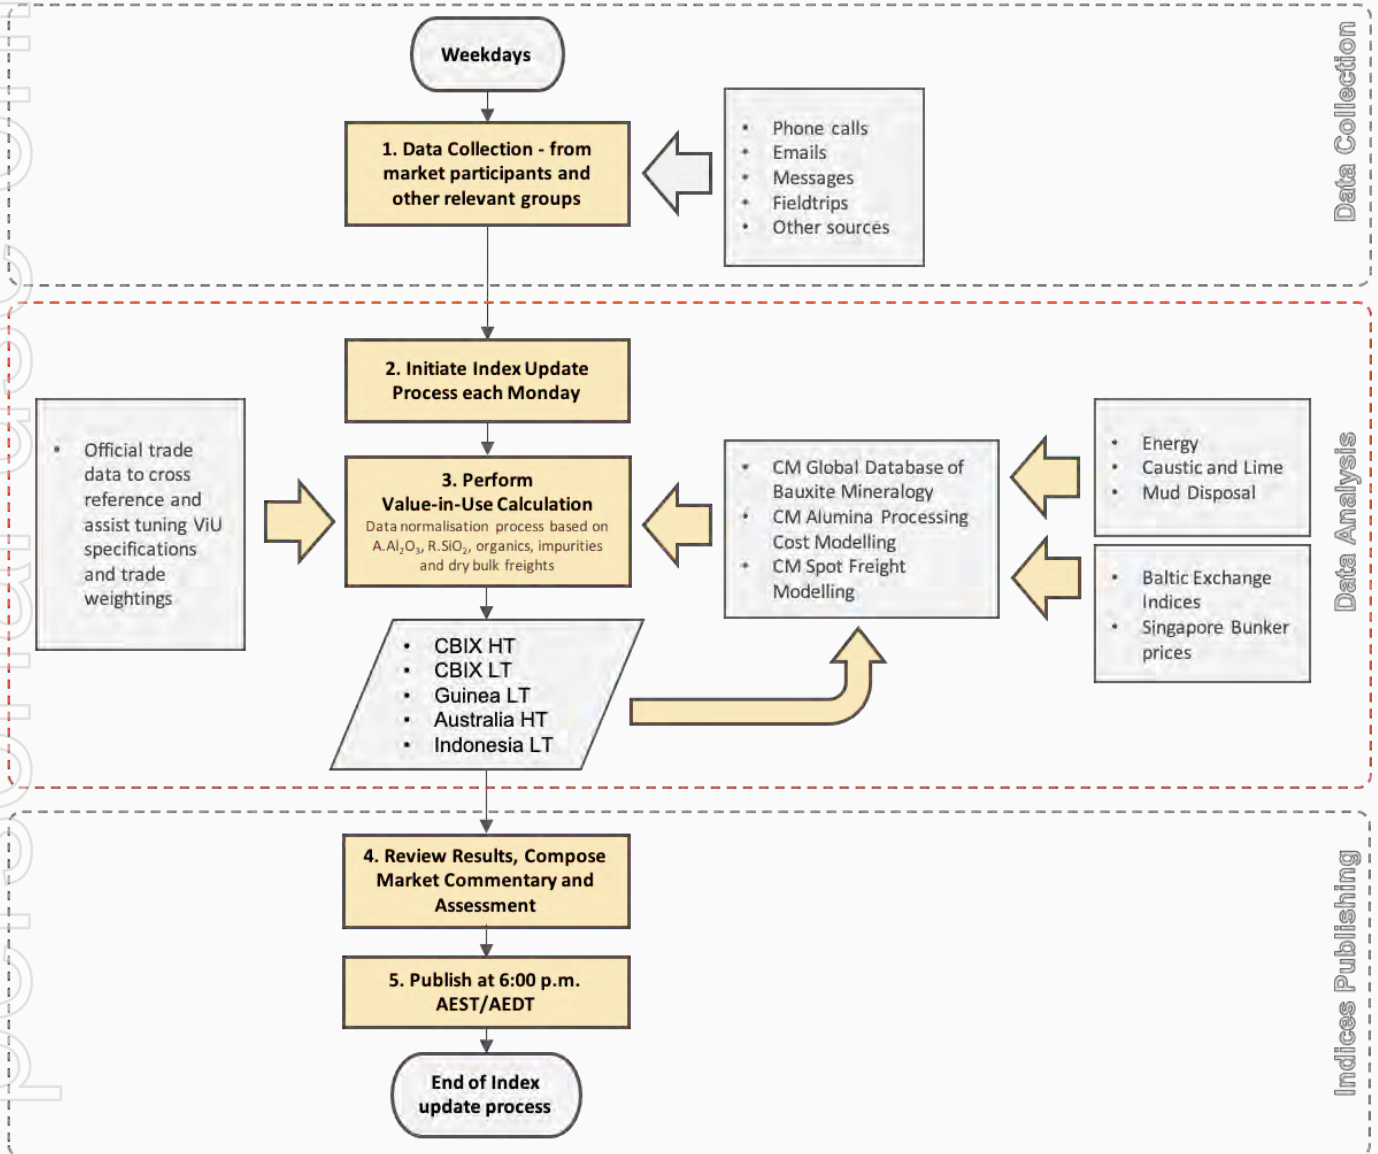 Weekdays
1. Data Collection - from
market participants and
other relevant groups
• Phone calls
• Emails
• Messages
• Fieldtrips
• Other sources
Data Collection
2. Initiate Index Update
Process each Monday
• Official trade
data to cross
reference and
assist tuning ViU
specifications
and trade
weightings
3. Perform
Value-in-Use Calculation
Data normalisation process based on
A.Al₂O₃, R.SiO₂, organics, impurities
and dry bulk freights
• CM Global Database of
Bauxite Mineralogy
• CM Alumina Processing
Cost Modelling
• CM Spot Freight
Modelling
• Energy
• Caustic and Lime
• Mud Disposal
• Baltic Exchange
Indices
• Singapore Bunker
prices
Data Analysis
• CBIX HT
• CBIX LT
• Guinea LT
• Australia HT
• Indonesia LT
4. Review Results, Compose
Market Commentary and
Assessment
5. Publish at 6:00 p.m.
AEST/AEDT
End of Index
update process
Indices Publishing